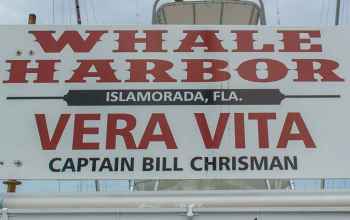 WHALE
HARBOR
ISLAMORADA, FLA.
VERA VITA
CAPTAIN BILL CHRISMAN